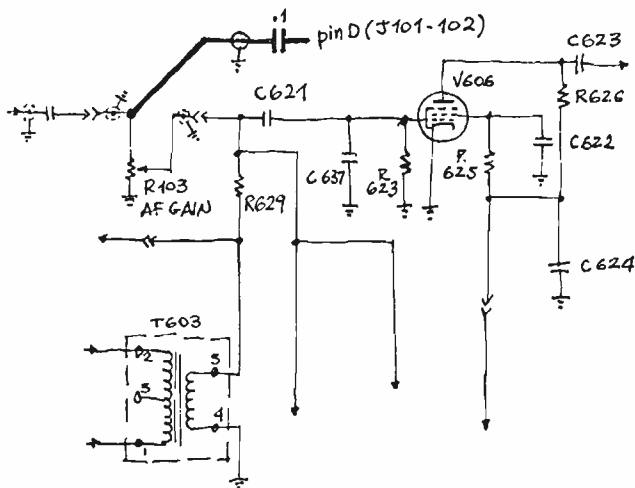 .1
pin D (J101-102)
C623
V606
C621
R626
R103
AF GAIN
R629
C637
R
623
R.
625
C622
C624
T603
2
3
5
4
1